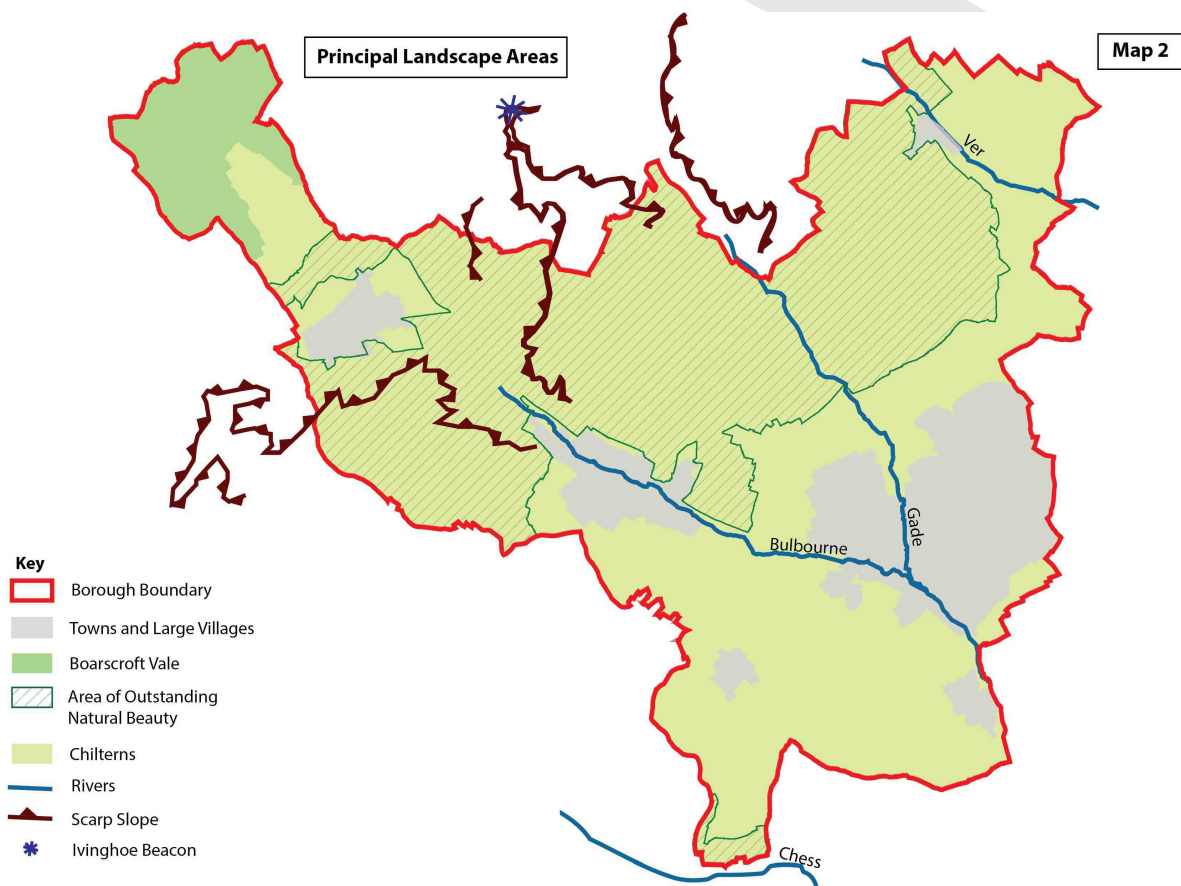 Principal Landscape Areas
Map 2
Ver
Gade
Bulbourne
Chess
Key
Borough Boundary
Towns and Large Villages
Boarscroft Vale
Area of Outstanding
Natural Beauty
Chilterns
Rivers
Scarp Slope
Ivinghoe Beacon